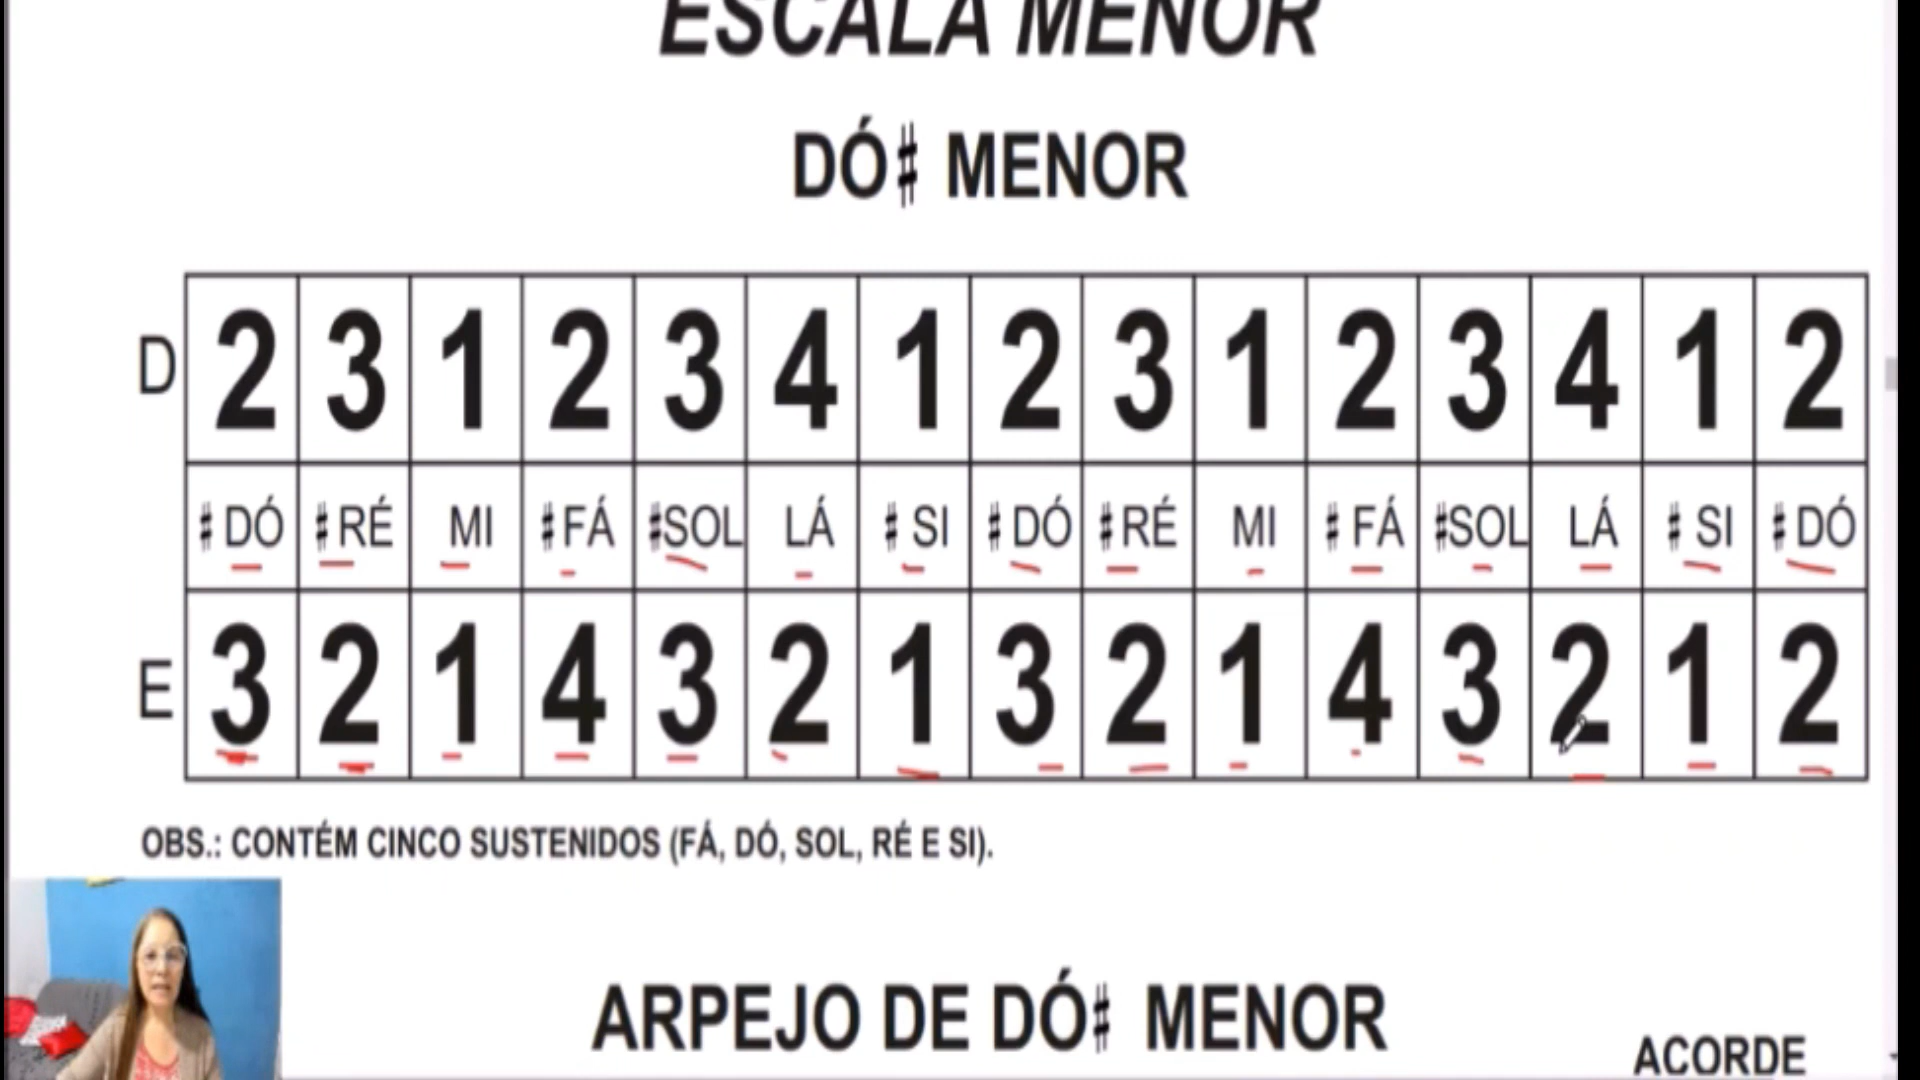 ESCALA MENOR
DÓ♯ MENOR
D 2 3 1 2 3 4 1 2 3 1 2 3 4 1 2
♯DÓ ♯RÉ MI ♯FÁ ♯SOL LÁ ♯SI ♯DÓ ♯RÉ MI ♯FÁ ♯SOL LÁ ♯SI ♯DÓ
E 3 2 1 4 3 2 1 3 2 1 4 3 2 1 2
OBS.: CONTÉM CINCO SUSTENIDOS (FÁ, DÓ, SOL, RÉ E SI).
ARPEJO DE DÓ♯ MENOR
ACORDE